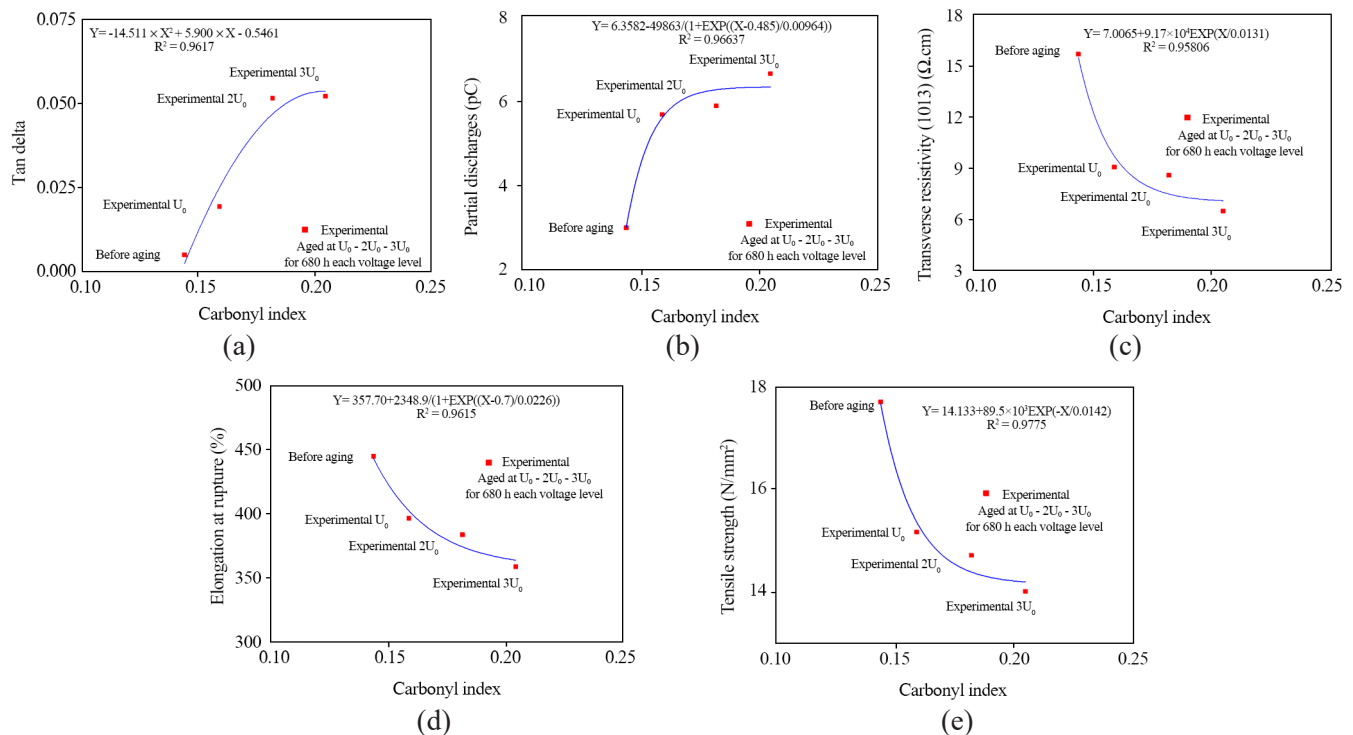 Y= -14.511 × X² + 5.900 × X - 0.5461
R² = 0.9617
Tan delta
0.075
0.050
0.025
0.000
Experimental 3U₀
Experimental 2U₀
Experimental U₀
Before aging
Experimental
Aged at U₀ - 2U₀ - 3U₀
for 680 h each voltage level
0.10
0.15
0.20
0.25
Carbonyl index
(a)
Y= 6.3582-49863/(1+EXP((X-0.485)/0.00964))
R² = 0.96637
Partial discharges (pC)
8
6
4
2
Experimental 3U₀
Experimental 2U₀
Experimental U₀
Before aging
Experimental
Aged at U₀ - 2U₀ - 3U₀
for 680 h each voltage level
0.10
0.15
0.20
0.25
Carbonyl index
(b)
Y= 7.0065+9.17×10⁴EXP(X/0.0131)
R² = 0.95806
Transverse resistivity (1013) (Ω.cm)
18
15
12
9
6
3
Before aging
Experimental
Aged at U₀ - 2U₀ - 3U₀
for 680 h each voltage level
Experimental U₀
Experimental 2U₀
Experimental 3U₀
0.10
0.15
0.20
0.25
Carbonyl index
(c)
Y= 357.70+2348.9/(1+EXP((X-0.7)/0.0226))
R² = 0.9615
Elongation at rupture (%)
500
450
400
350
300
Before aging
Experimental
Aged at U₀ - 2U₀ - 3U₀
for 680 h each voltage level
Experimental U₀
Experimental 2U₀
Experimental 3U₀
0.10
0.15
0.20
0.25
Carbonyl index
(d)
Y= 14.133+89.5×10³EXP(-X/0.0142)
R² = 0.9775
Tensile strength (N/mm²)
18
16
14
Before aging
Experimental
Aged at U₀ - 2U₀ - 3U₀
for 680 h each voltage level
Experimental U₀
Experimental 2U₀
Experimental 3U₀
0.10
0.15
0.20
0.25
Carbonyl index
(e)